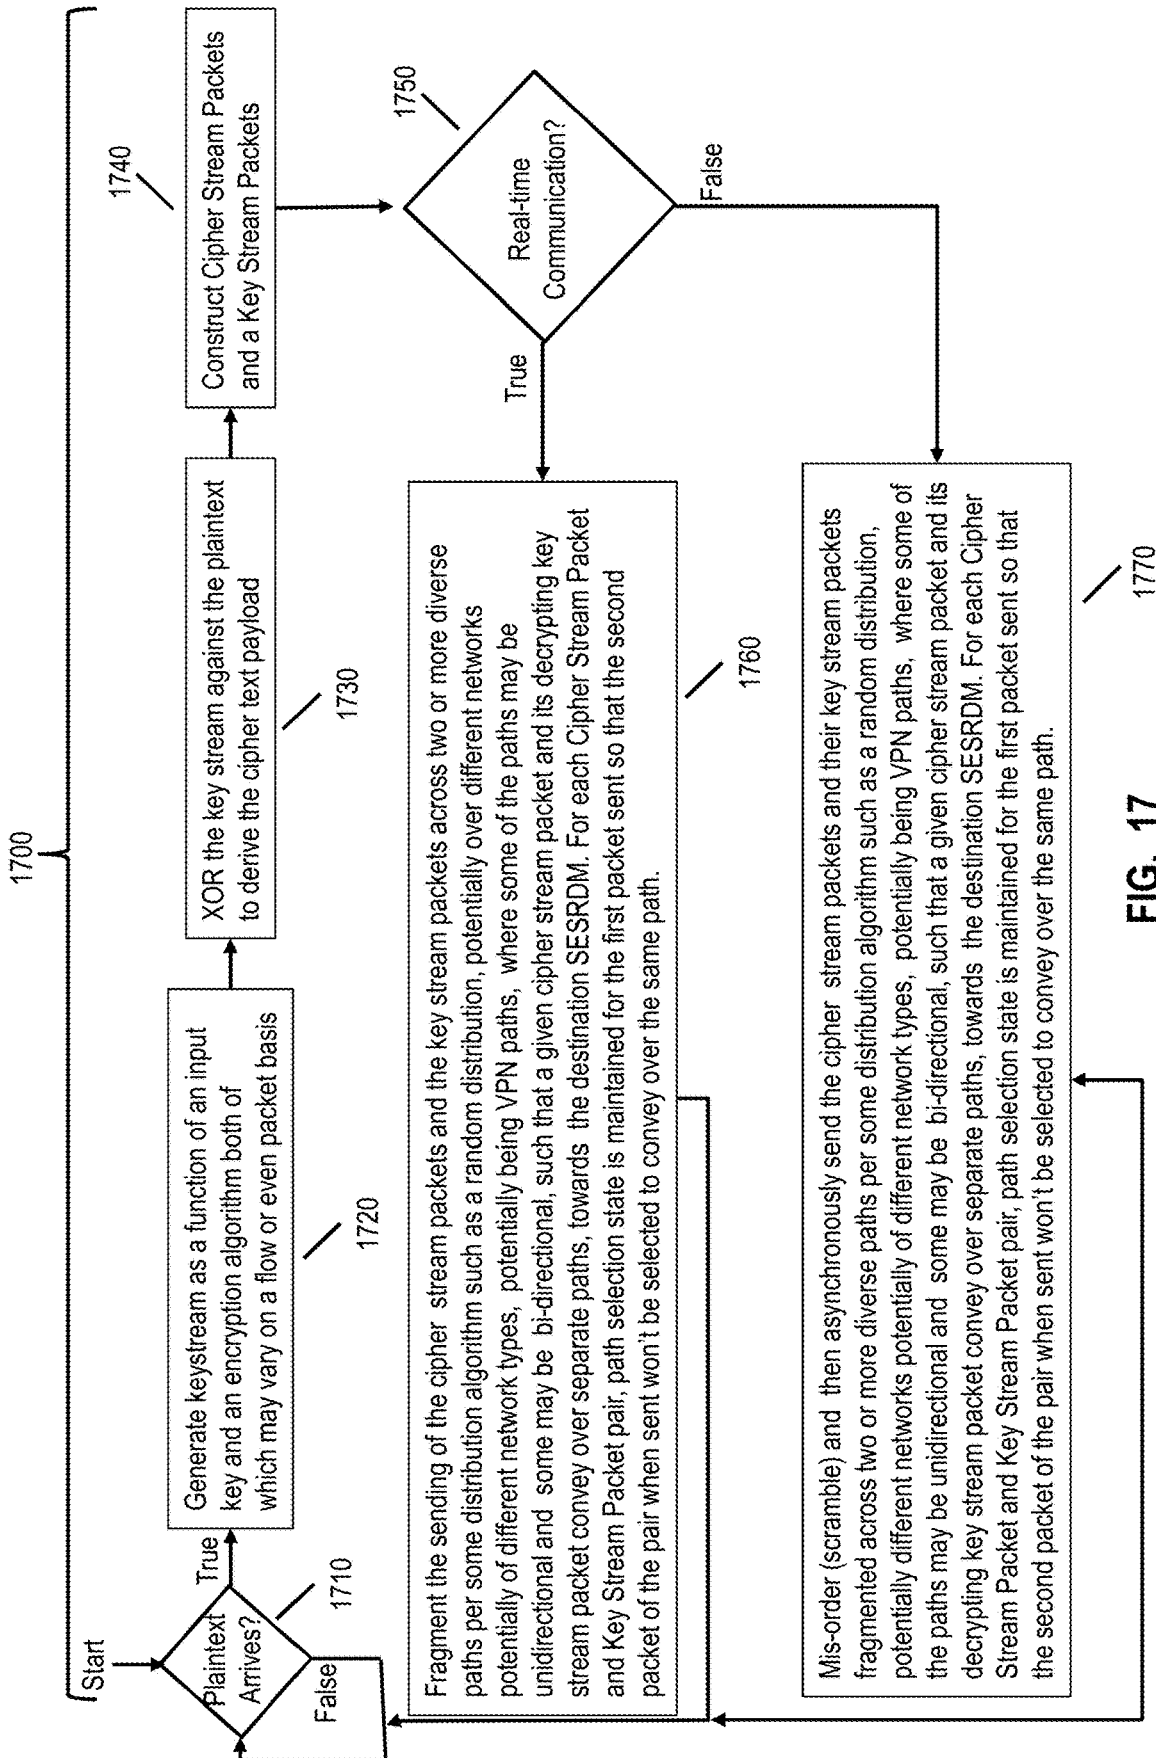 1700
Start
Plaintext
Arrives?
True
False
1710
Generate keystream as a function of an input
key and an encryption algorithm both of
which may vary on a flow or even packet basis
1720
XOR the key stream against the plaintext
to derive the cipher text payload
1730
Construct Cipher Stream Packets
and a Key Stream Packets
1740
Real-time
Communication?
1750
True
False
Fragment the sending of the cipher stream packets and the key stream packets across two or more diverse
paths per some distribution algorithm such as a random distribution, potentially over different networks
potentially of different network types, potentially being VPN paths, where some of the paths may be
unidirectional and some may be bi-directional, such that a given cipher stream packet and its decrypting key
stream packet convey over separate paths, towards the destination SESRDM. For each Cipher Stream Packet
and Key Stream Packet pair, path selection state is maintained for the first packet sent so that the second
packet of the pair when sent won't be selected to convey over the same path.
1760
Mis-order (scramble) and then asynchronously send the cipher stream packets and their key stream packets
fragmented across two or more diverse paths per some distribution algorithm such as a random distribution,
potentially different networks potentially of different network types, potentially being VPN paths, where some of
the paths may be unidirectional and some may be bi-directional, such that a given cipher stream packet and its
decrypting key stream packet convey over separate paths, towards the destination SESRDM. For each Cipher
Stream Packet and Key Stream Packet pair, path selection state is maintained for the first packet sent so that
the second packet of the pair when sent won't be selected to convey over the same path.
1770
FIG. 17